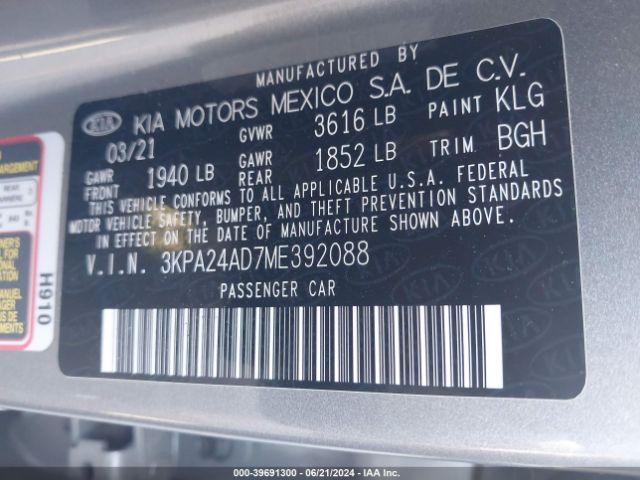 MANUFACTURED BY
KIA KIA MOTORS MEXICO S.A. DE C.V.
03/21 GVWR 3616 LB PAINT KLG
GAWR FRONT 1940 LB GAWR REAR 1852 LB TRIM BGH
THIS VEHICLE CONFORMS TO ALL APPLICABLE U.S.A. FEDERAL
MOTOR VEHICLE SAFETY, BUMPER, AND THEFT PREVENTION STANDARDS
IN EFFECT ON THE DATE OF MANUFACTURE SHOWN ABOVE.
V.I.N. 3KPA24AD7ME392088
PASSENGER CAR
H910
000-39691300 - 06/21/2024 - IAA Inc.